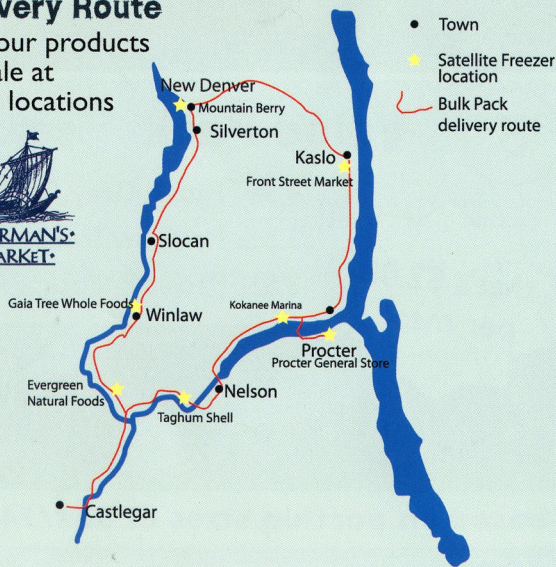 very Route
our products
ale at
locations
RMAN'S
ARKET
Town
Satellite Freezer
location
Bulk Pack
delivery route
New Denver
Mountain Berry
Silverton
Kaslo
Front Street Market
Slocan
Gaia Tree Whole Foods
Winlaw
Kokanee Marina
Procter
Procter General Store
Evergreen
Natural Foods
Nelson
Taghum Shell
Castlegar